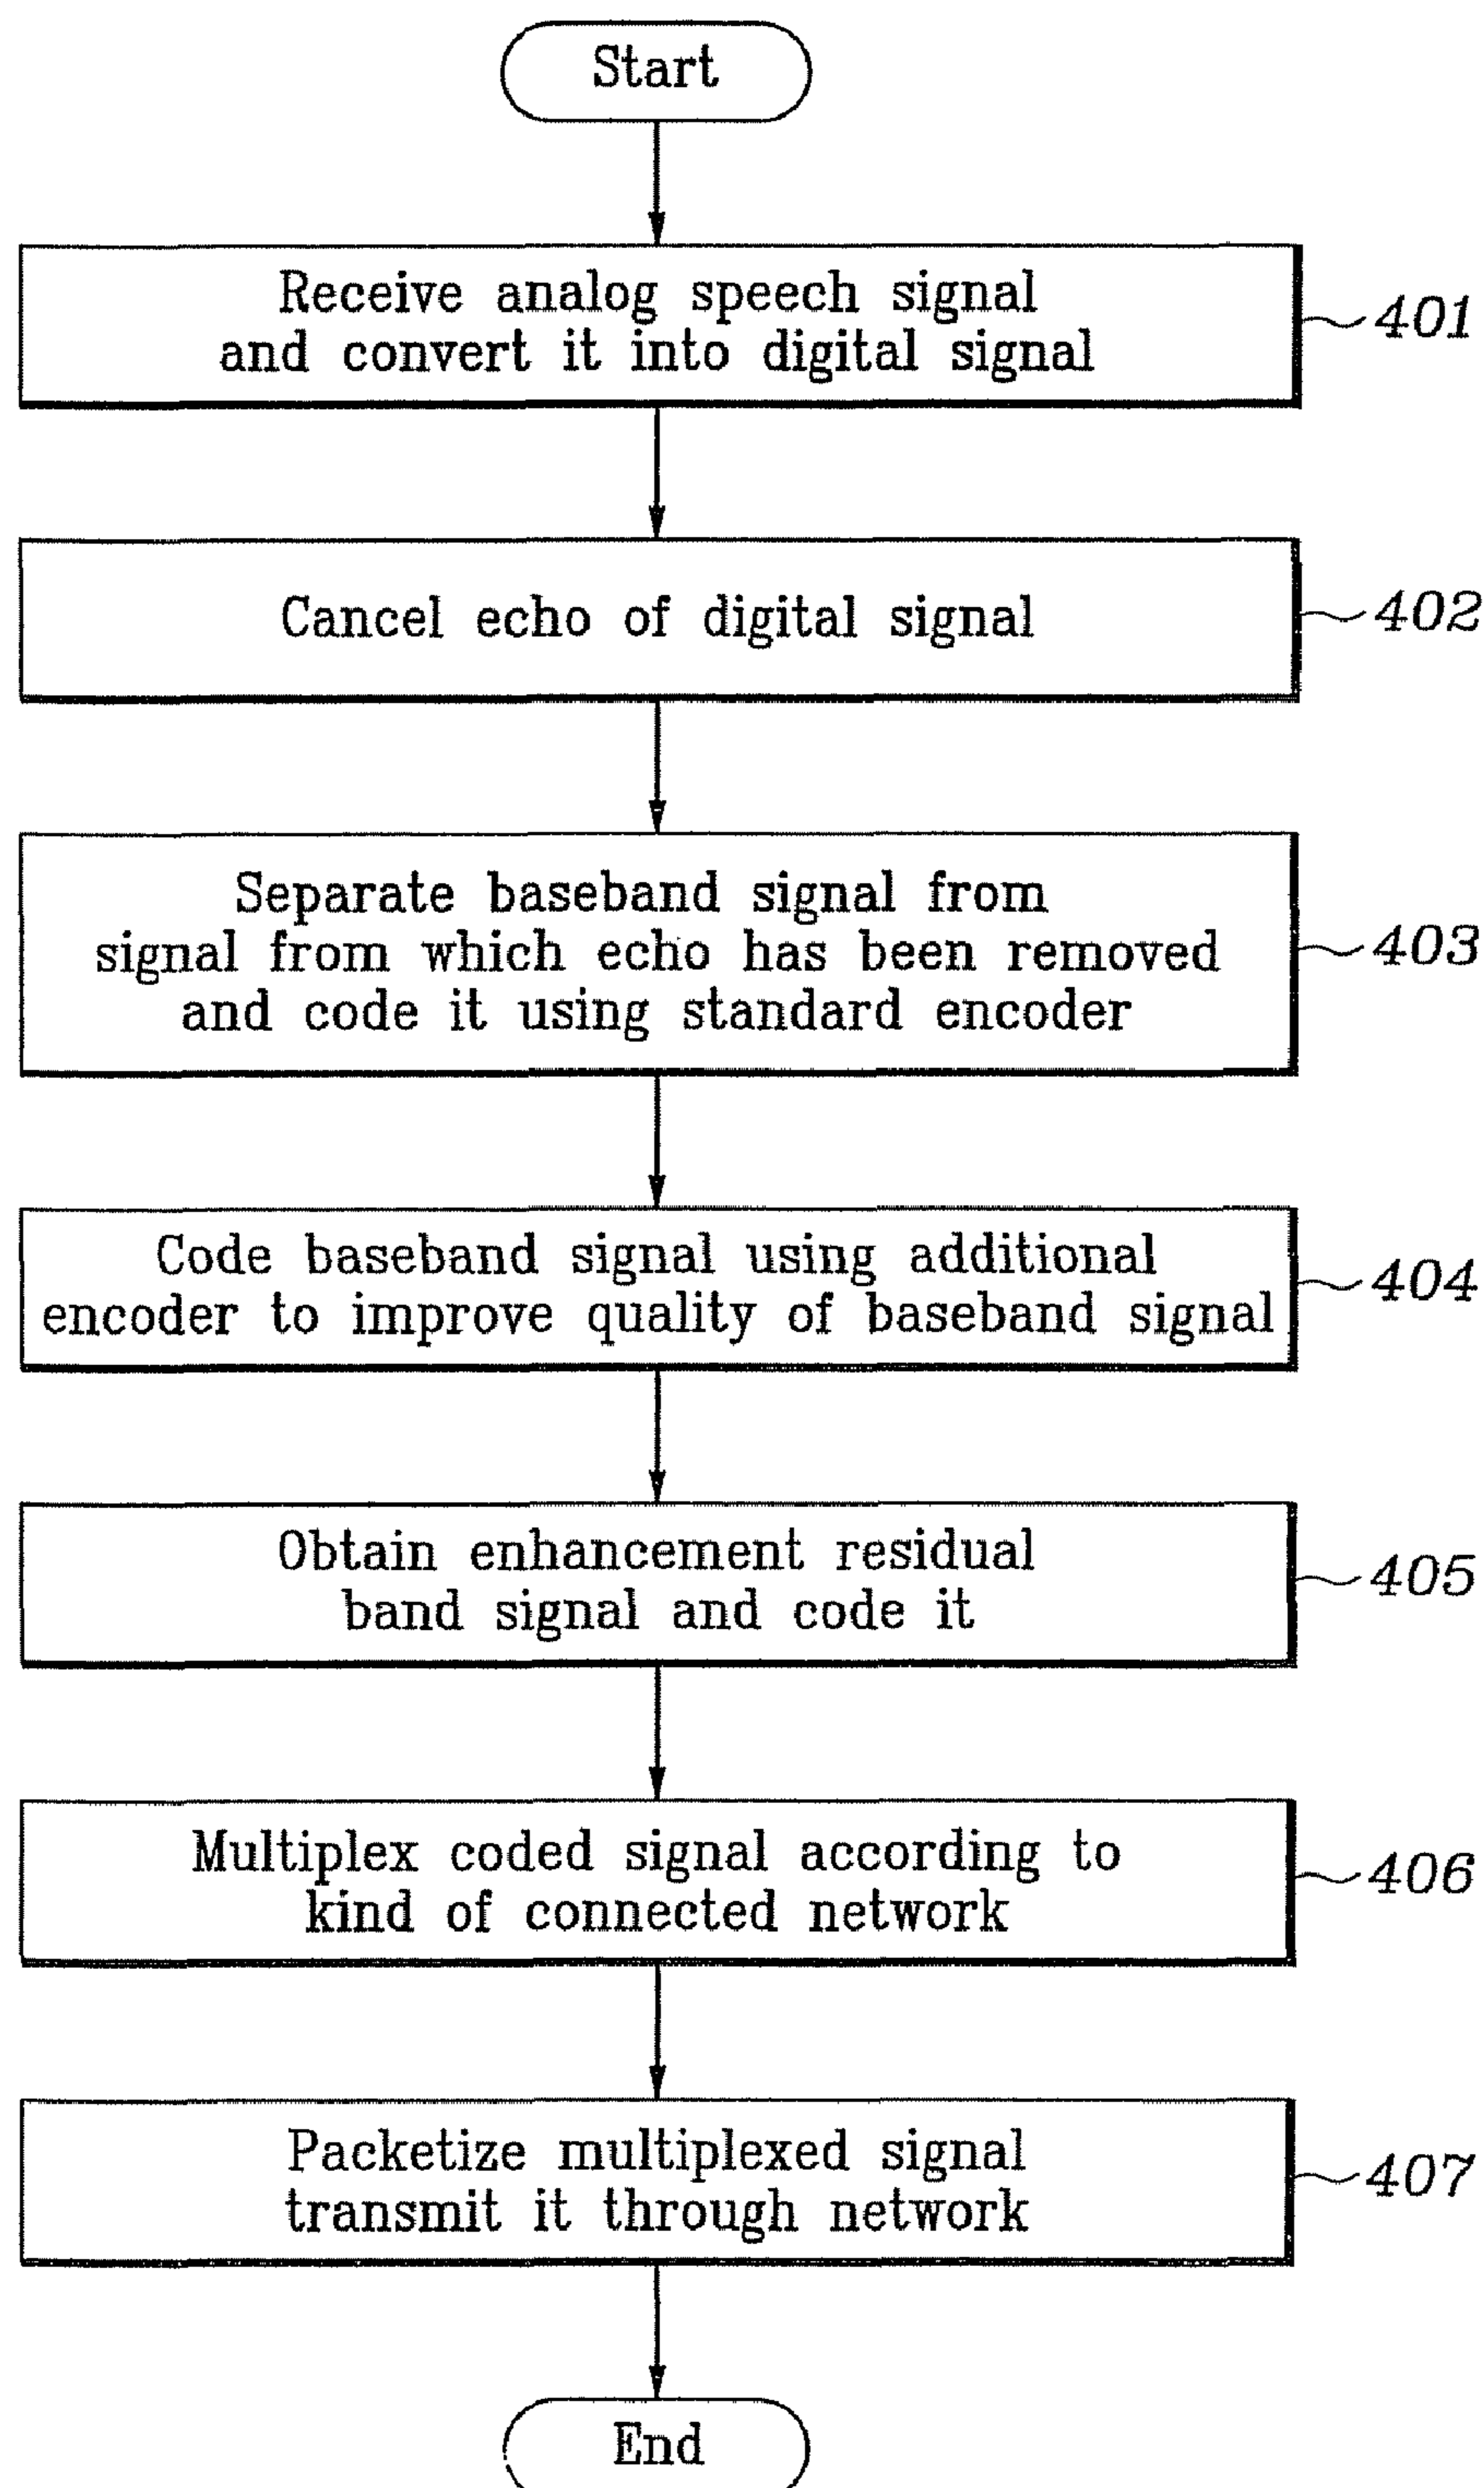 Start
Receive analog speech signal
and convert it into digital signal
401
Cancel echo of digital signal
402
Separate baseband signal from
signal from which echo has been removed
and code it using standard encoder
403
Code baseband signal using additional
encoder to improve quality of baseband signal
404
Obtain enhancement residual
band signal and code it
405
Multiplex coded signal according to
kind of connected network
406
Packetize multiplexed signal
transmit it through network
407
End